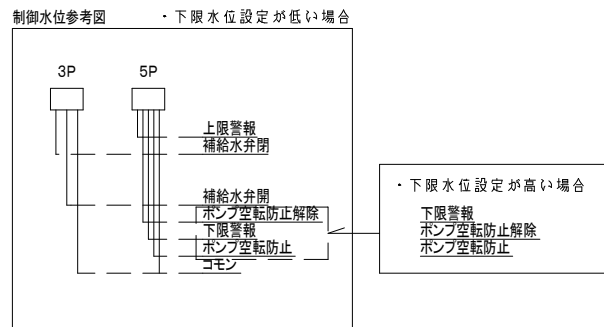 制御水位参考図 ・下限水位設定が低い場合
3P 5P
上限警報
補給水弁閉
補給水弁開
ポンプ空転防止解除
下限警報
ポンプ空転防止
コモン
・下限水位設定が高い場合
下限警報
ポンプ空転防止解除
ポンプ空転防止